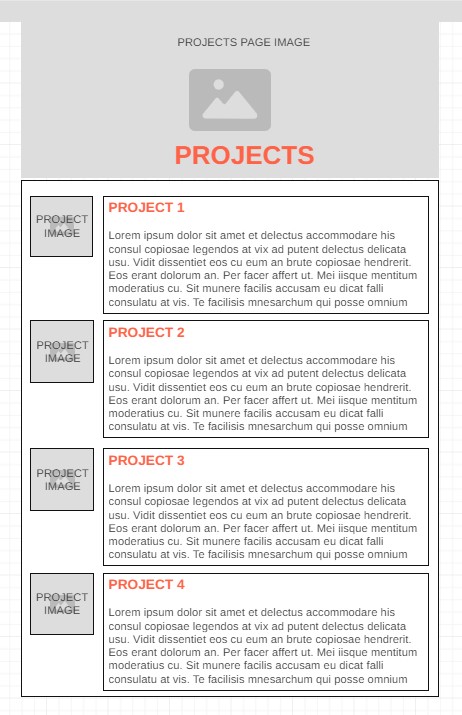 PROJECTS PAGE IMAGE
PROJECTS
PROJECT IMAGE
PROJECT 1
Lorem ipsum dolor sit amet et delectus accommodare his
consul copiosae legendos at vix ad putent delectus delicata
usu. Vidit dissentiet eos cu eum an brute copiosae hendrerit.
Eos erant dolorum an. Per facer affert ut. Mei iisque mentitum
moderatius cu. Sit munere facilis accusam eu dicat falli
consulatu at vis. Te facilisis mnesarchum qui posse omnium
PROJECT IMAGE
PROJECT 2
Lorem ipsum dolor sit amet et delectus accommodare his
consul copiosae legendos at vix ad putent delectus delicata
usu. Vidit dissentiet eos cu eum an brute copiosae hendrerit.
Eos erant dolorum an. Per facer affert ut. Mei iisque mentitum
moderatius cu. Sit munere facilis accusam eu dicat falli
consulatu at vis. Te facilisis mnesarchum qui posse omnium
PROJECT IMAGE
PROJECT 3
Lorem ipsum dolor sit amet et delectus accommodare his
consul copiosae legendos at vix ad putent delectus delicata
usu. Vidit dissentiet eos cu eum an brute copiosae hendrerit.
Eos erant dolorum an. Per facer affert ut. Mei iisque mentitum
moderatius cu. Sit munere facilis accusam eu dicat falli
consulatu at vis. Te facilisis mnesarchum qui posse omnium
PROJECT IMAGE
PROJECT 4
Lorem ipsum dolor sit amet et delectus accommodare his
consul copiosae legendos at vix ad putent delectus delicata
usu. Vidit dissentiet eos cu eum an brute copiosae hendrerit.
Eos erant dolorum an. Per facer affert ut. Mei iisque mentitum
moderatius cu. Sit munere facilis accusam eu dicat falli
consulatu at vis. Te facilisis mnesarchum qui posse omnium